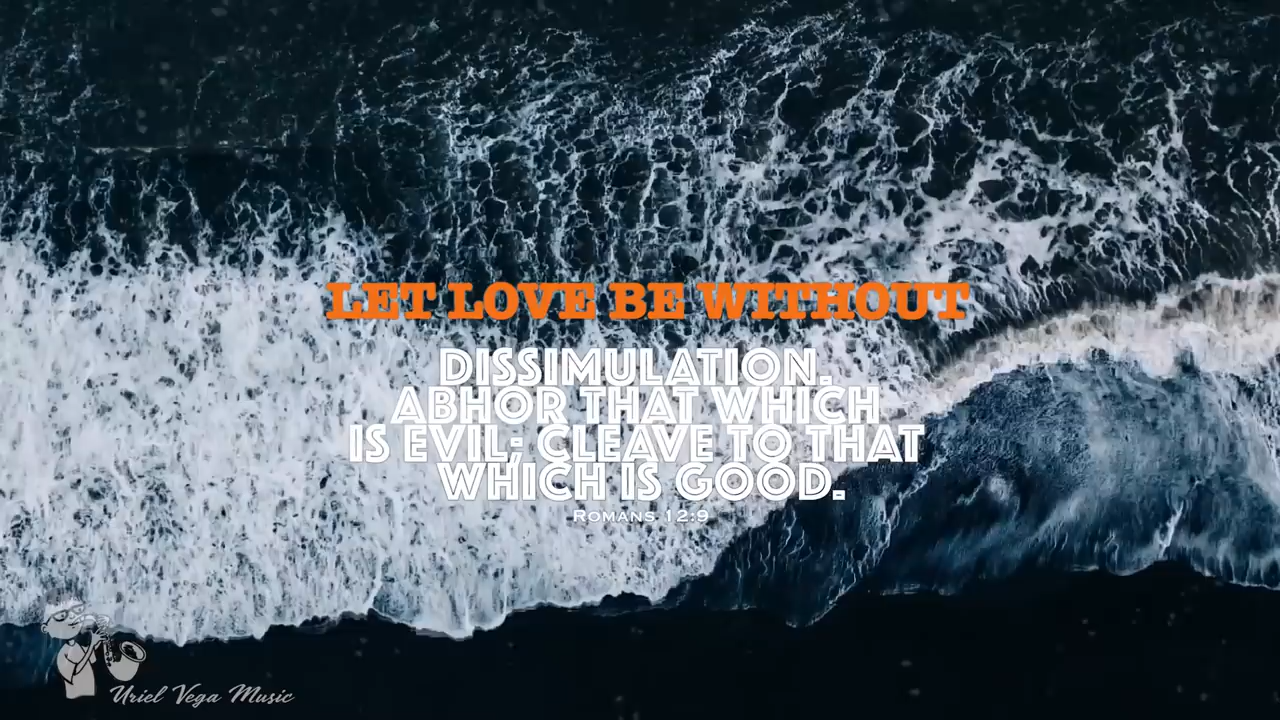 LET LOVE BE WITHOUT
DISSIMULATION.
ABHOR THAT WHICH
IS EVIL; CLEAVE TO THAT
WHICH IS GOOD.
ROMANS 12:9
Uriel Vega Music